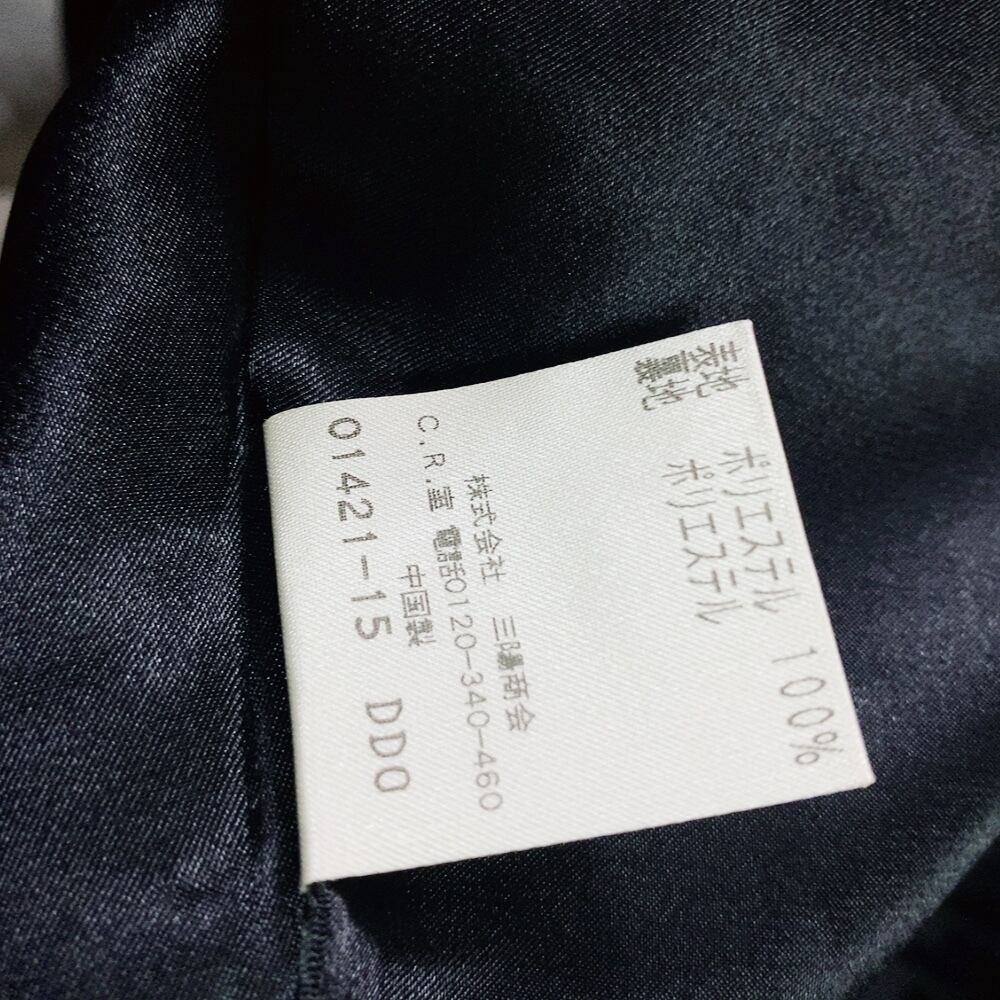 表地 ポリエステル 100%
裏地 ポリエステル
株式会社 三陽商会
C.R.室 電話0120-340-460
中国製
01421-15 DD0